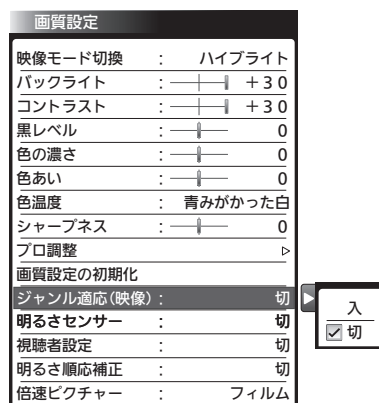 画質設定
映像モード切換 : ハイブライト
バックライト : +30
コントラスト : +30
黒レベル : 0
色の濃さ : 0
色あい : 0
色温度 : 青みがかった白
シャープネス : 0
プロ調整
画質設定の初期化
ジャンル適応(映像) : 切
明るさセンサー : 切
視聴者設定 : 切
明るさ順応補正 : 切
倍速ピクチャー : フィルム
入
切